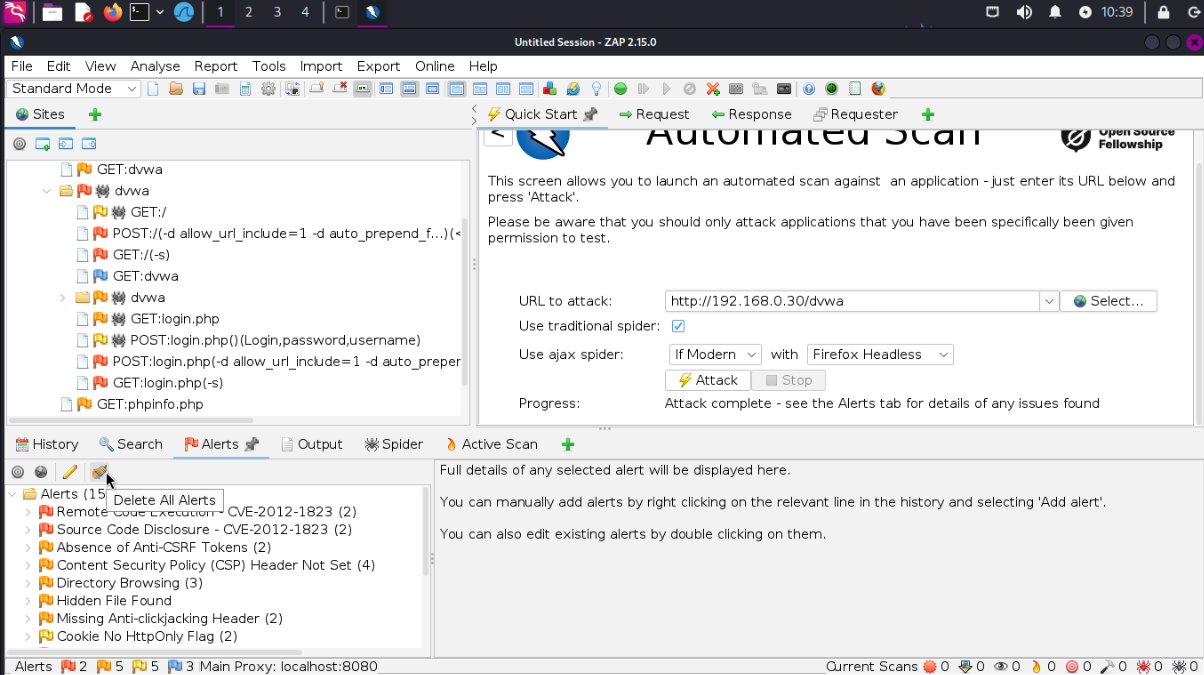 1 2 3 4 10:39
Untitled Session - ZAP 2.15.0
File Edit View Analyse Report Tools Import Export Online Help
Standard Mode
Sites
Quick Start Request Response Requester
< Automated Scan Open Source
Fellowship
GET:dvwa
dvwa
GET:/
POST:/(-d allow_url_include=1 -d auto_prepend_f...)(<
GET:/(-s)
GET:dvwa
dvwa
GET:login.php
POST:login.php()(Login,password,username)
POST:login.php(-d allow_url_include=1 -d auto_preper
GET:login.php(-s)
GET:phpinfo.php
This screen allows you to launch an automated scan against an application - just enter its URL below and
press 'Attack'.
Please be aware that you should only attack applications that you have been specifically been given
permission to test.
URL to attack: http://192.168.0.30/dvwa Select...
Use traditional spider:
Use ajax spider: If Modern with Firefox Headless
Attack Stop
Progress: Attack complete - see the Alerts tab for details of any issues found
History Search Alerts Output Spider Active Scan
Alerts (15
Delete All Alerts
Remote Code Execution - CVE-2012-1823 (2)
Source Code Disclosure - CVE-2012-1823 (2)
Absence of Anti-CSRF Tokens (2)
Content Security Policy (CSP) Header Not Set (4)
Directory Browsing (3)
Hidden File Found
Missing Anti-clickjacking Header (2)
Cookie No HttpOnly Flag (2)
Full details of any selected alert will be displayed here.
You can manually add alerts by right clicking on the relevant line in the history and selecting 'Add alert'.
You can also edit existing alerts by double clicking on them.
Alerts 2 5 5 3 Main Proxy: localhost:8080 Current Scans 0 0 0 0 0 0 0 0